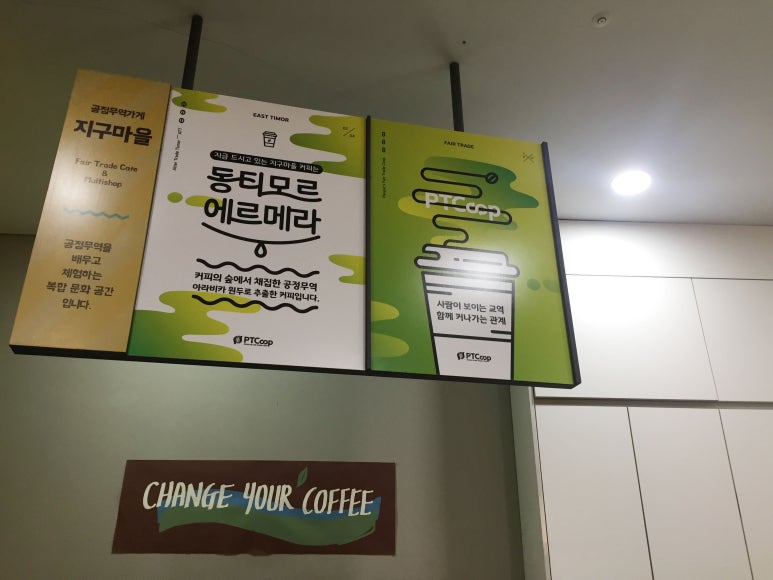 공정무역가게
지구마을
Fair Trade Cafe
&
Multishop
공정무역을
배우고
체험하는
복합 문화 공간
입니다.
EAST TIMOR
지금 드시고 있는 지구마을 커피는
동티모르
에르메라
커피의 숲에서 채집한 공정무역
아라비카 원두로 추출한 커피입니다.
PTCoop
FAIR TRADE
PTCoop
사람이 보이는 교역
함께 커나가는 관계
PTCoop
CHANGE YOUR COFFEE